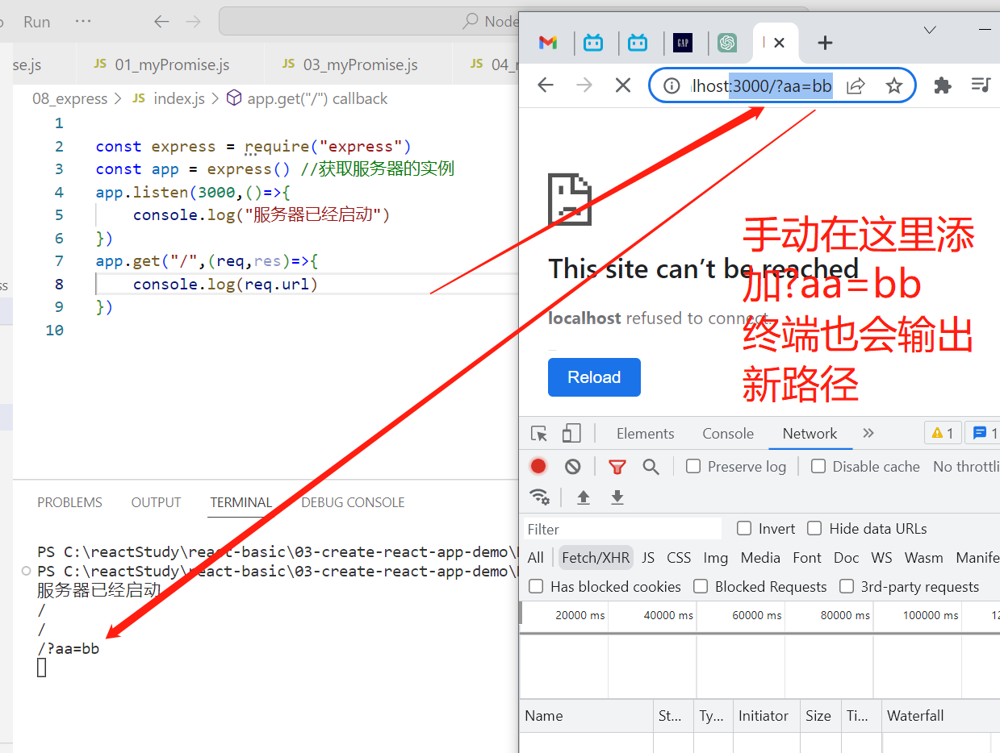 Run ···
Node
se.js JS 01_myPromise.js JS 03_myPromise.js JS 04_
08_express > JS index.js > app.get("/") callback
1
2 const express = require("express")
3 const app = express() //获取服务器的实例
4 app.listen(3000,()=>{
5 console.log("服务器已经启动")
6 })
7 app.get("/",(req,res)=>{
8 console.log(req.url)
9 })
10
ss
PROBLEMS OUTPUT TERMINAL DEBUG CONSOLE
PS C:\reactStudy\react-basic\03-create-react-app-demo\
PS C:\reactStudy\react-basic\03-create-react-app-demo\
服务器已经启动
/
/
/?aa=bb
GAP
lhost:3000/?aa=bb
This site can't be reached
localhost refused to connect.
Reload
手动在这里添
加?aa=bb
终端也会输出
新路径
Elements Console Network » 1 1
Preserve log Disable cache No throttli
Filter Invert Hide data URLs
All Fetch/XHR JS CSS Img Media Font Doc WS Wasm Manife
Has blocked cookies Blocked Requests 3rd-party requests
20000 ms 40000 ms 60000 ms 80000 ms 100000 ms 12
Name St... Ty... Initiator Size Ti... Waterfall